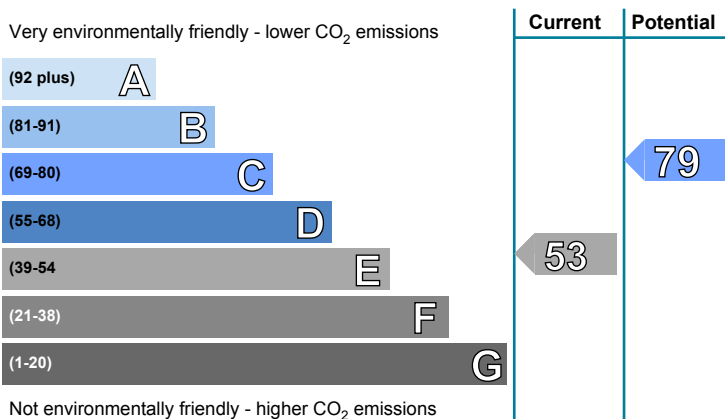 Current Potential
Very environmentally friendly - lower CO2 emissions
(92 plus) A
(81-91) B
(69-80) C
79
(55-68) D
(39-54 E
53
(21-38) F
(1-20) G
Not environmentally friendly - higher CO2 emissions